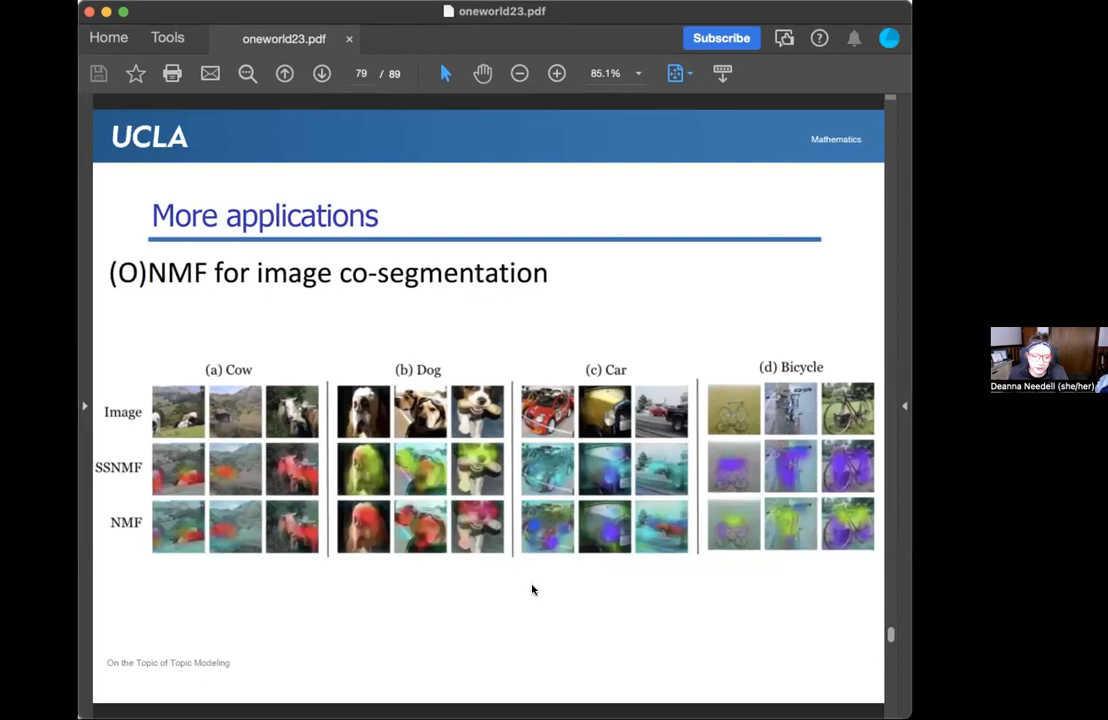 oneworld23.pdf
Home
Tools
oneworld23.pdf
×
Subscribe
79 / 89
85.1%
UCLA
Mathematics
More applications
(O)NMF for image co-segmentation
(a) Cow
(b) Dog
(c) Car
(d) Bicycle
Image
SSNMF
NMF
Deanna Needell (she/her)
On the Topic of Topic Modeling